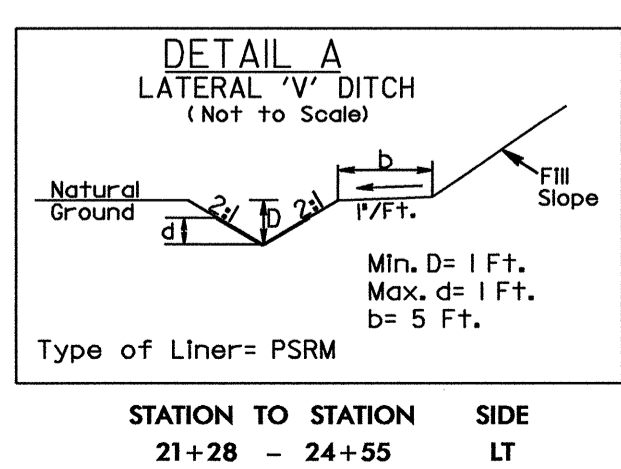 DETAIL A
LATERAL 'V' DITCH
(Not to Scale)
b
Natural
Ground
2:1
D
2:1
1"/Ft.
d
Fill
Slope
Min. D= 1 Ft.
Max. d= 1 Ft.
b= 5 Ft.
Type of Liner= PSRM
STATION TO STATION SIDE
21+28 – 24+55 LT